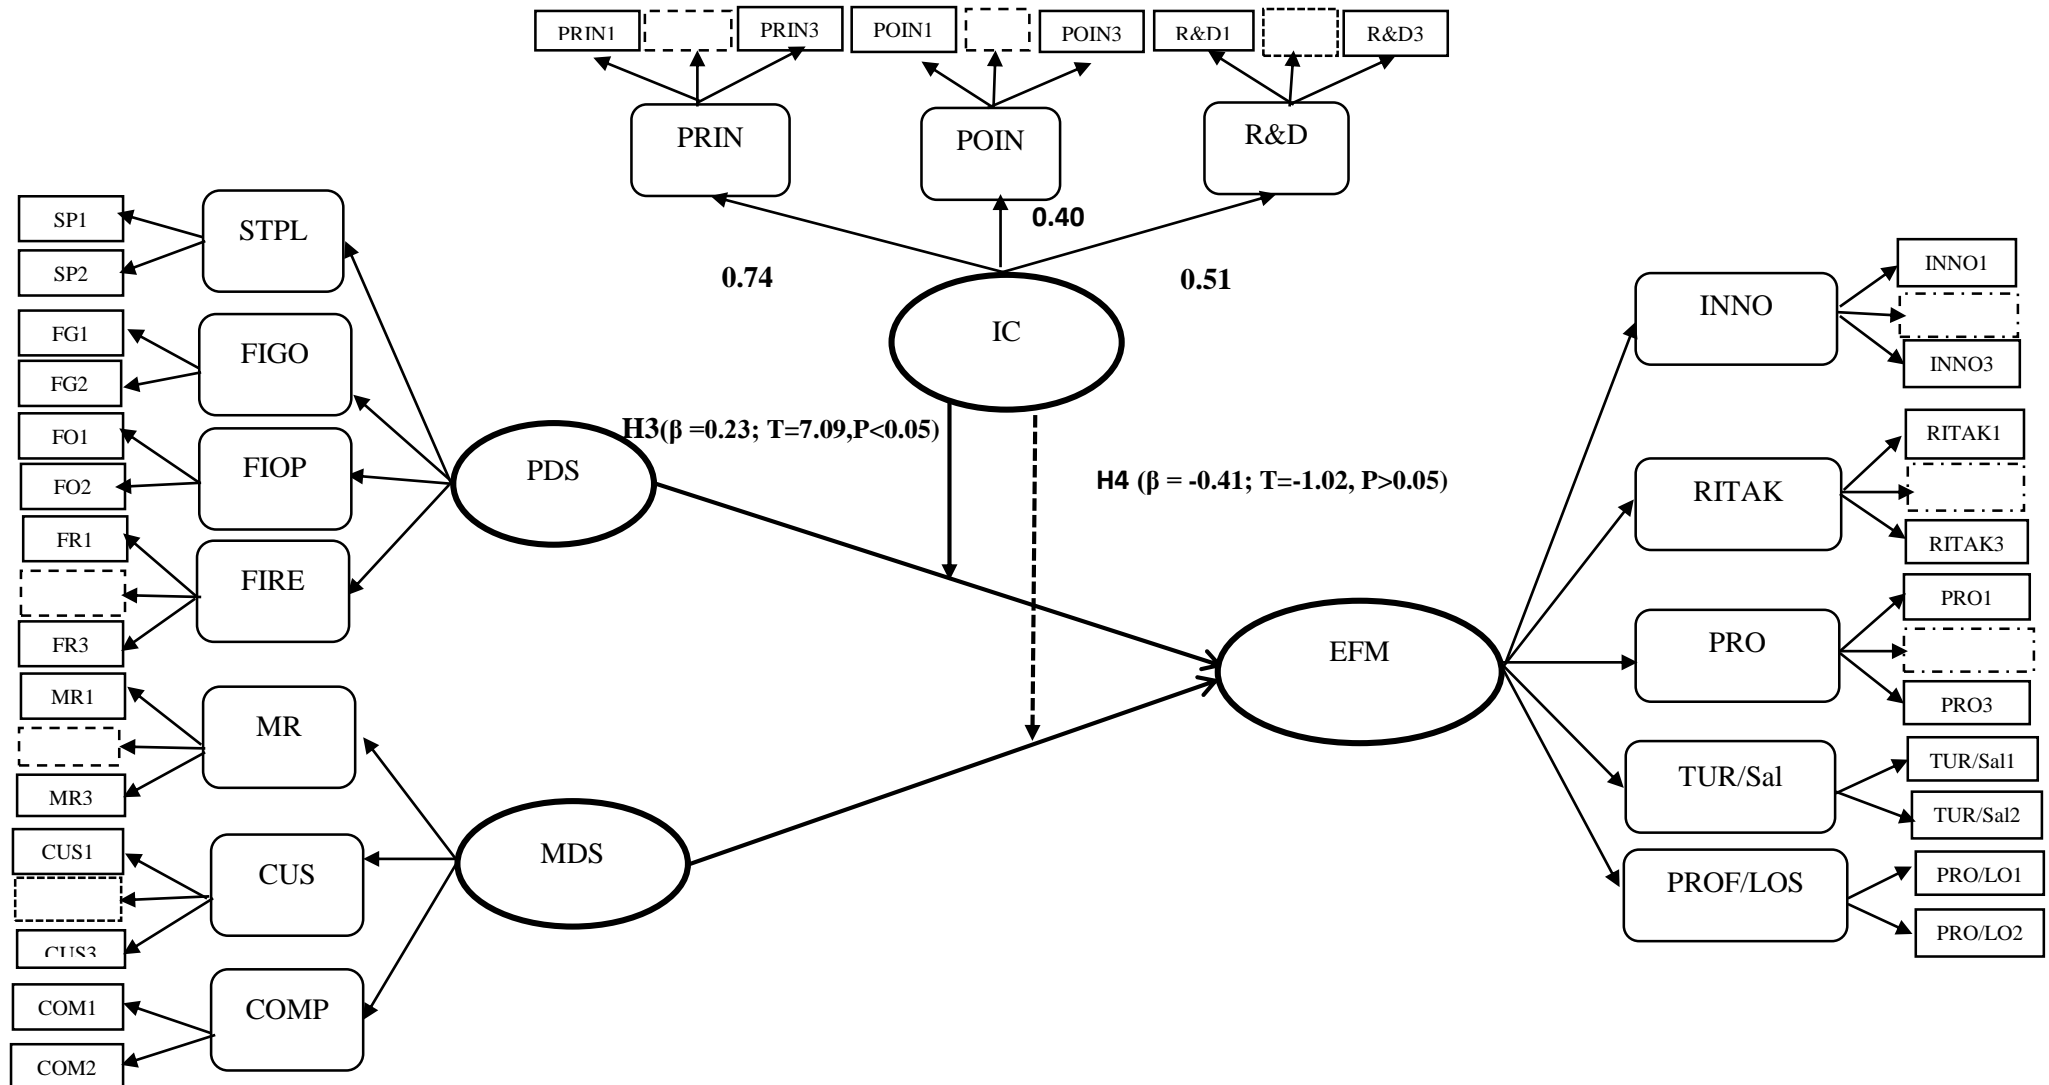 PRIN1
PRIN3
POIN1
POIN3
R&D1
R&D3
PRIN
POIN
R&D
0.40
0.74
0.51
IC
SP1
SP2
STPL
FG1
FG2
FIGO
FO1
FO2
FIOP
FR1
FR3
FIRE
PDS
H3(β =0.23; T=7.09,P<0.05)
H4 (β = -0.41; T=-1.02, P>0.05)
MR1
MR3
MR
CUS1
CUS3
CUS
COM1
COM2
COMP
MDS
EFM
INNO
INNO1
INNO3
RITAK
RITAK1
RITAK3
PRO
PRO1
PRO3
TUR/Sal
TUR/Sal1
TUR/Sal2
PROF/LOS
PRO/LO1
PRO/LO2